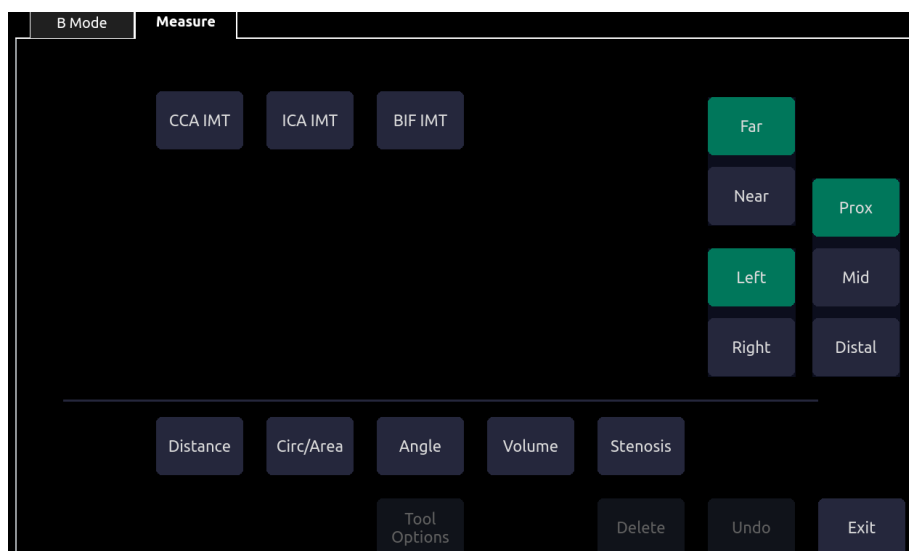 B Mode
Measure
CCA IMT
ICA IMT
BIF IMT
Far
Near
Prox
Left
Mid
Right
Distal
Distance
Circ/Area
Angle
Volume
Stenosis
Tool
Options
Delete
Undo
Exit